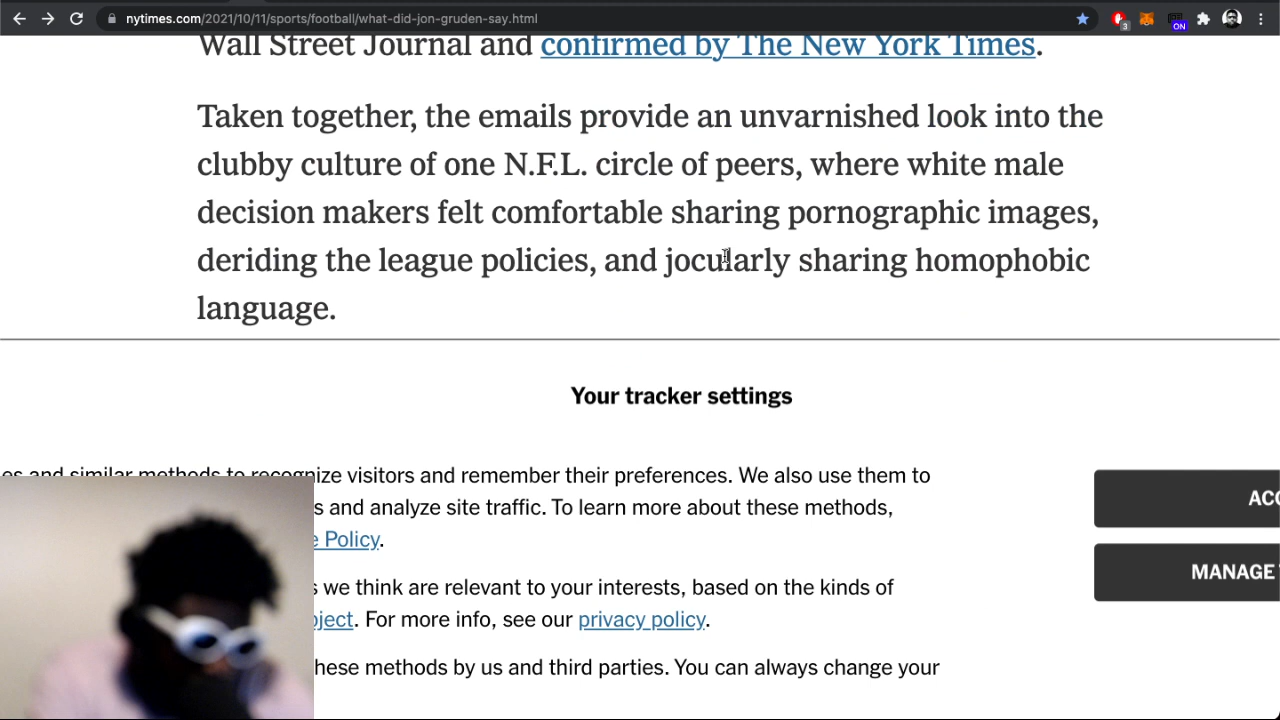 nytimes.com/2021/10/11/sports/football/what-did-jon-gruden-say.html
3
ON
Wall Street Journal and confirmed by The New York Times.
Taken together, the emails provide an unvarnished look into the
clubby culture of one N.F.L. circle of peers, where white male
decision makers felt comfortable sharing pornographic images,
deriding the league policies, and jocularly sharing homophobic
language.
Your tracker settings
es and similar methods to recognize visitors and remember their preferences. We also use them to
s and analyze site traffic. To learn more about these methods,
e Policy.
ACC
s we think are relevant to your interests, based on the kinds of
MANAGE
oject. For more info, see our privacy policy.
hese methods by us and third parties. You can always change your